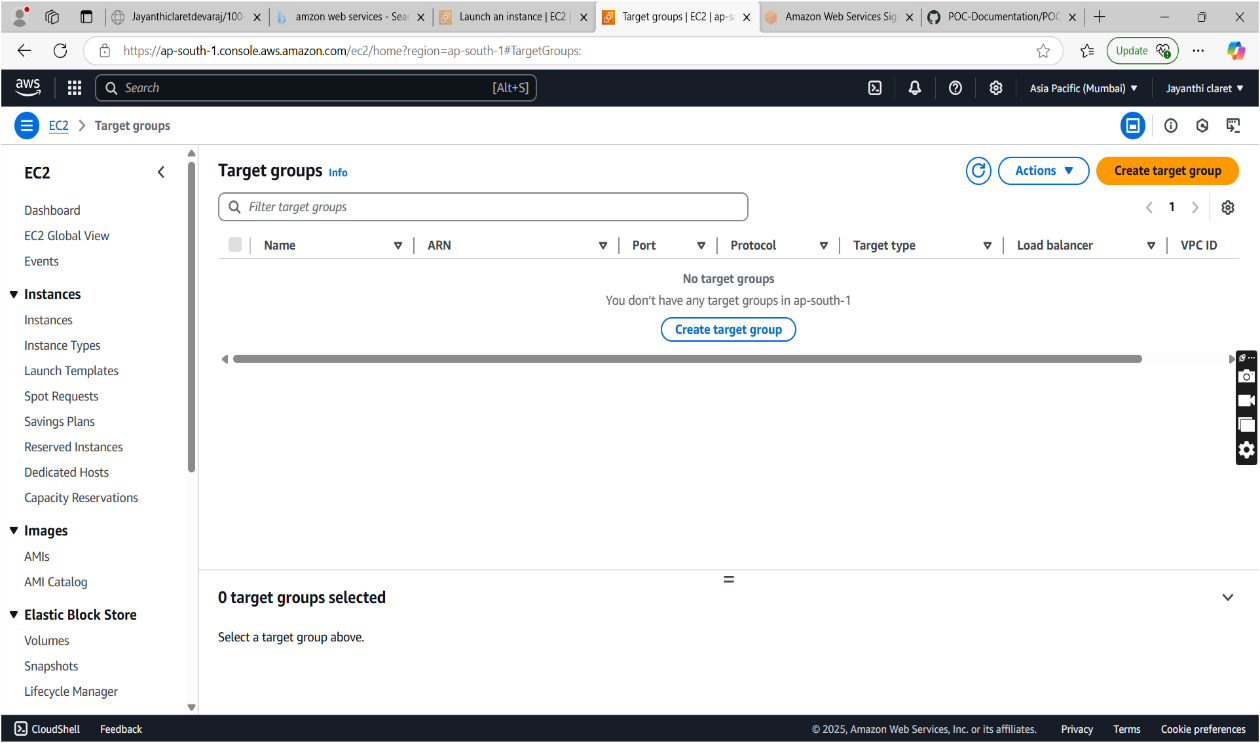 Jayanthiclaretdevaraj/100
amzon web services - Sear
Launch an instance | EC2 |
Target groups | EC2 | ap-s
Amazon Web Services Sig
POC-Documentation/POC
https://ap-south-1.console.aws.amazon.com/ec2/home?region=ap-south-1#TargetGroups:
Update
aws
Search
[Alt+S]
Asia Pacific (Mumbai)
Jayanthi claret
EC2
Target groups
EC2
Dashboard
EC2 Global View
Events
Instances
Instances
Instance Types
Launch Templates
Spot Requests
Savings Plans
Reserved Instances
Dedicated Hosts
Capacity Reservations
Images
AMIs
AMI Catalog
Elastic Block Store
Volumes
Snapshots
Lifecycle Manager
Target groups Info
Actions
Create target group
Filter target groups
1
Name
ARN
Port
Protocol
Target type
Load balancer
VPC ID
No target groups
You don't have any target groups in ap-south-1
Create target group
0 target groups selected
Select a target group above.
CloudShell
Feedback
© 2025, Amazon Web Services, Inc. or its affiliates.
Privacy
Terms
Cookie preferences